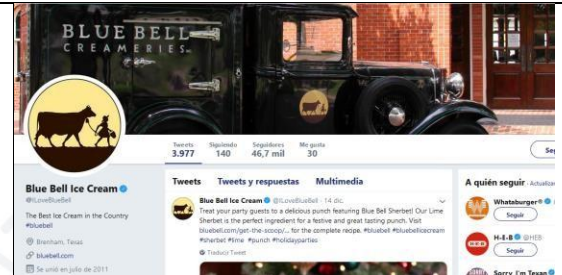 BLUE BELL
CREAMERIES
Tweets
3.977
Siguiendo
140
Seguidores
46,7 mil
Me gusta
30
Blue Bell Ice Cream
@ILoveBlueBell
The Best Ice Cream in the Country
#bluebell
Brenham, Texas
bluebell.com
Se unió en julio de 2011
Tweets Tweets y respuestas Multimedia
Blue Bell Ice Cream @ILoveBlueBell · 14 dic.
Treat your party guests to a delicious punch featuring Blue Bell Sherbet! Our Lime
Sherbet is the perfect ingredient for a festive and great tasting punch. Visit
bluebell.com/get-the-scoop/... for the complete recipe. #bluebell #bluebellicecream
#sherbet #lime #punch #holidayparties
Traducir Tweet
A quién seguir · Actualizar
Whataburger®
Seguir
H-E-B @HEB
Seguir
Sorry, I'm Texan